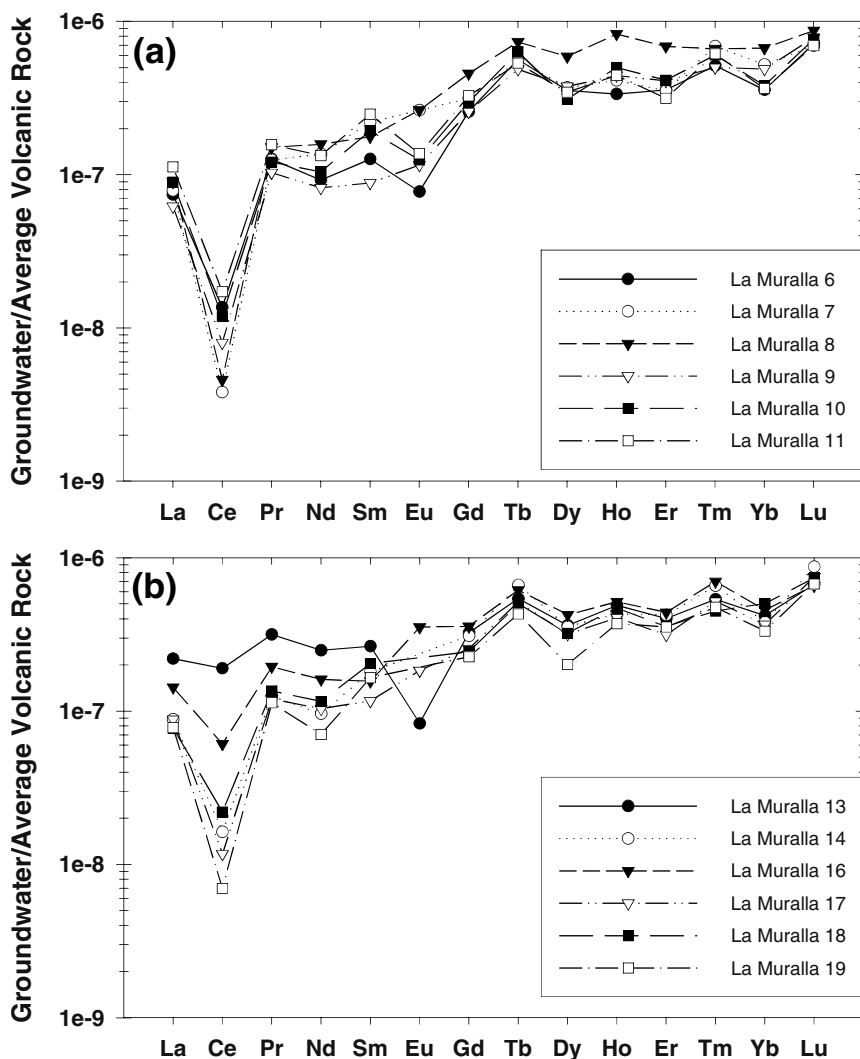 Groundwater/Average Volcanic Rock
(a)
1e-6
1e-7
1e-8
1e-9
La Ce Pr Nd Sm Eu Gd Tb Dy Ho Er Tm Yb Lu
La Muralla 6
La Muralla 7
La Muralla 8
La Muralla 9
La Muralla 10
La Muralla 11
Groundwater/Average Volcanic Rock
(b)
1e-6
1e-7
1e-8
1e-9
La Ce Pr Nd Sm Eu Gd Tb Dy Ho Er Tm Yb Lu
La Muralla 13
La Muralla 14
La Muralla 16
La Muralla 17
La Muralla 18
La Muralla 19